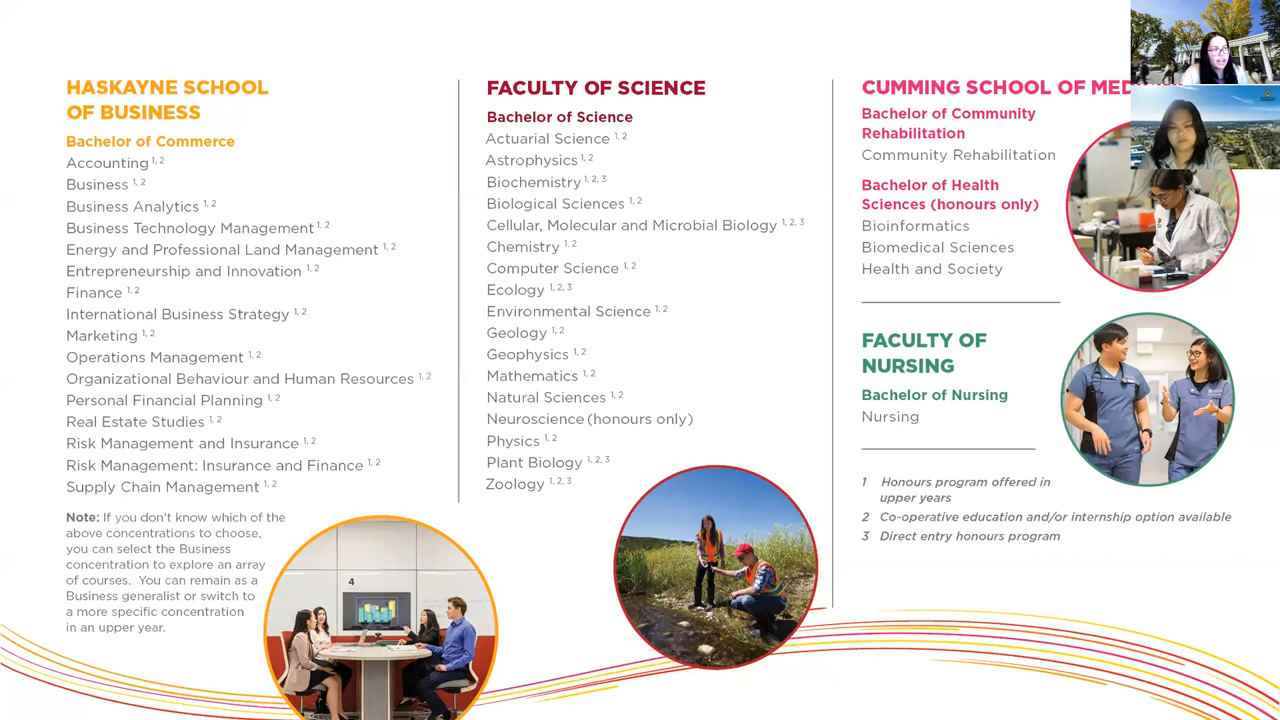 HASKAYNE SCHOOL
OF BUSINESS
Bachelor of Commerce
Accounting 1, 2
Business 1, 2
Business Analytics 1, 2
Business Technology Management 1, 2
Energy and Professional Land Management 1, 2
Entrepreneurship and Innovation 1, 2
Finance 1, 2
International Business Strategy 1, 2
Marketing 1, 2
Operations Management 1, 2
Organizational Behaviour and Human Resources 1, 2
Personal Financial Planning 1, 2
Real Estate Studies 1, 2
Risk Management and Insurance 1, 2
Risk Management: Insurance and Finance 1, 2
Supply Chain Management 1, 2
Note: If you don't know which of the
above concentrations to choose,
you can select the Business
concentration to explore an array
of courses. You can remain as a
Business generalist or switch to
a more specific concentration
in an upper year.
4
FACULTY OF SCIENCE
Bachelor of Science
Actuarial Science 1, 2
Astrophysics 1, 2
Biochemistry 1, 2, 3
Biological Sciences 1, 2
Cellular, Molecular and Microbial Biology 1, 2, 3
Chemistry 1, 2
Computer Science 1, 2
Ecology 1, 2, 3
Environmental Science 1, 2
Geology 1, 2
Geophysics 1, 2
Mathematics 1, 2
Natural Sciences 1, 2
Neuroscience (honours only)
Physics 1, 2
Plant Biology 1, 2, 3
Zoology 1, 2, 3
CUMMING SCHOOL OF MED
Bachelor of Community
Rehabilitation
Community Rehabilitation
Bachelor of Health
Sciences (honours only)
Bioinformatics
Biomedical Sciences
Health and Society
FACULTY OF
NURSING
Bachelor of Nursing
Nursing
1 Honours program offered in
upper years
2 Co-operative education and/or internship option available
3 Direct entry honours program